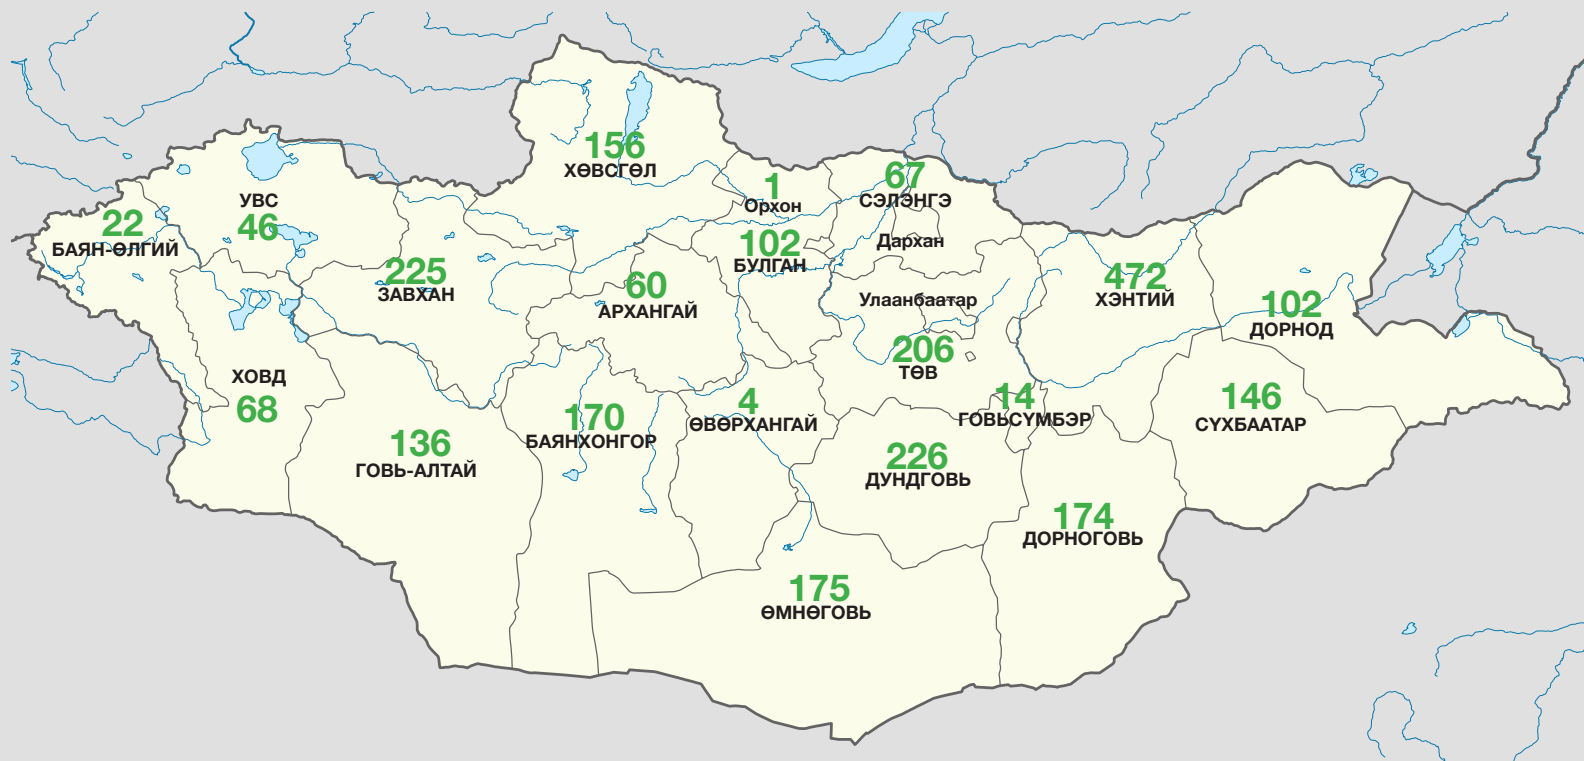 156
ХӨВСГӨЛ
67
СЭЛЭНГЭ
1
Орхон
УВС
46
22
БАЯН-ӨЛГИЙ
102
БУЛГАН
Дархан
225
ЗАВХАН
60
АРХАНГАЙ
Улаанбаатар
472
ХЭНТИЙ
102
ДОРНОД
206
ТӨВ
ХОВД
68
170
БАЯНХОНГОР
4
ӨВӨРХАНГАЙ
14
ГОВЬСҮМБЭР
146
СҮХБААТАР
136
ГОВЬ-АЛТАЙ
226
ДУНДГОВЬ
174
ДОРНОГОВЬ
175
ӨМНӨГОВЬ